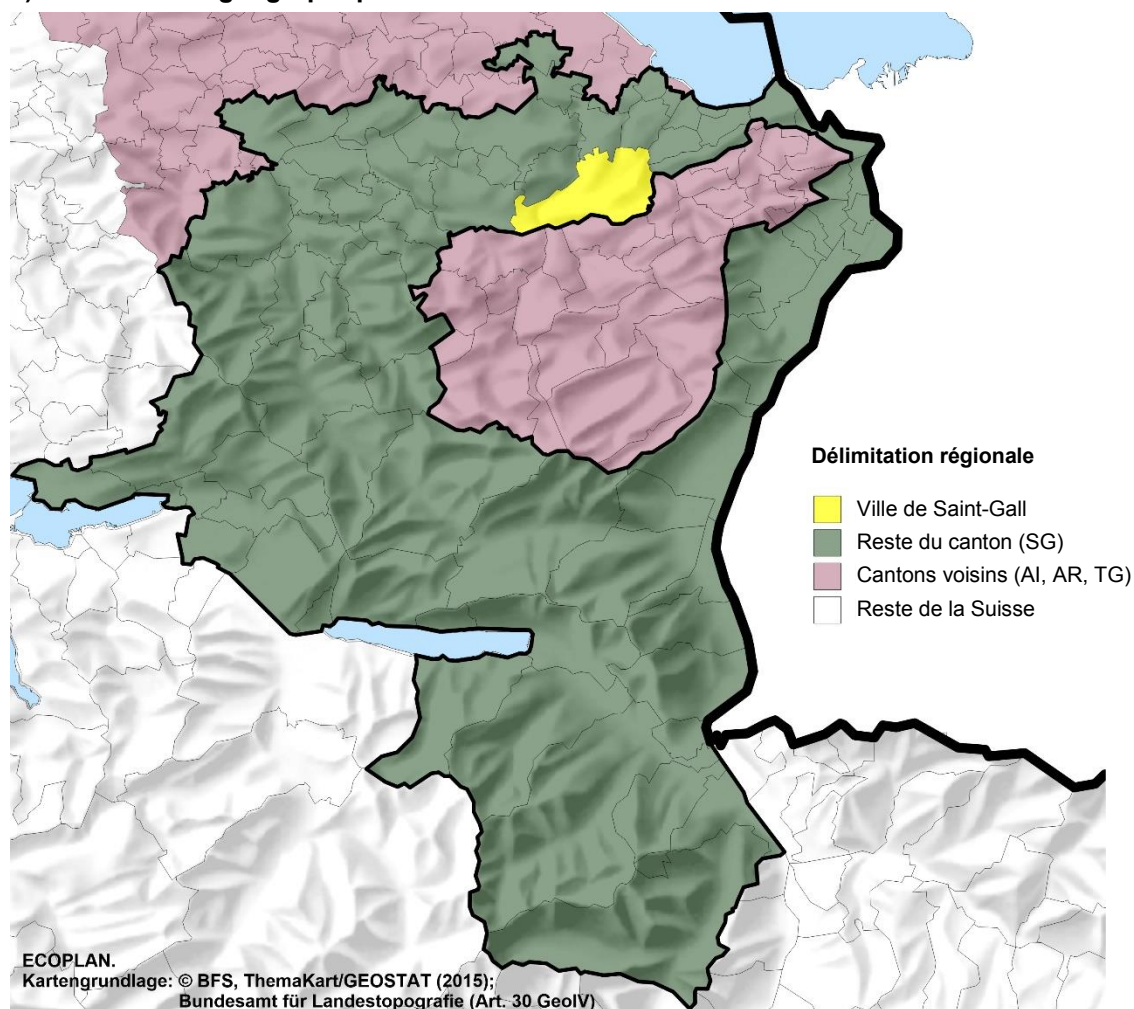 Délimitation régionale
Ville de Saint-Gall
Reste du canton (SG)
Cantons voisins (AI, AR, TG)
Reste de la Suisse
ECOPLAN.
Kartengrundlage: © BFS, ThemaKart/GEOSTAT (2015);
Bundesamt für Landestopografie (Art. 30 GeoIV)